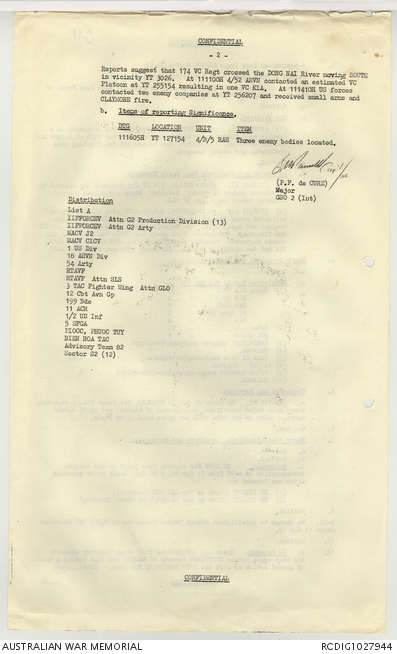 CONFIDENTIAL
- 2 -
Reports suggest that 174 VC Regt crossed the DONG NAI River moving SOUTH
in vicinity YT 3026. At 111100H 4/52 ARVN contacted an estimated VC
Platoon at YT 255154 resulting in one VC KIA. At 111410H US forces
contacted two enemy companies at YT 256207 and received small arms and
CLAYMORE fire.
b. Items of reporting Significance.
DTG LOCATION UNIT ITEM
111605H YT 127154 4/B/5 RAR Three enemy bodies located.
(P.F. de CURE)
Major
GSO 2 (Int)
Distribution
List A
IIFFORCEV Attn G2 Production Division (13)
IIFFORCEV Attn G2 Arty
MACV J2
MACV CICV
1 US Div
18 ARVN Div
54 Arty
RTAVF
RTAVF Attn SLS
3 TAC Fighter Wing Attn GLO
12 Cbt Avn Gp
199 Bde
11 ACR
1/2 US Inf
5 SFGA
PIOCC, PHUOC TUY
BIEN HOA TAC
Advisory Team 82
Sector S2 (12)
CONFIDENTIAL
AUSTRALIAN WAR MEMORIAL
RCDIG1027944